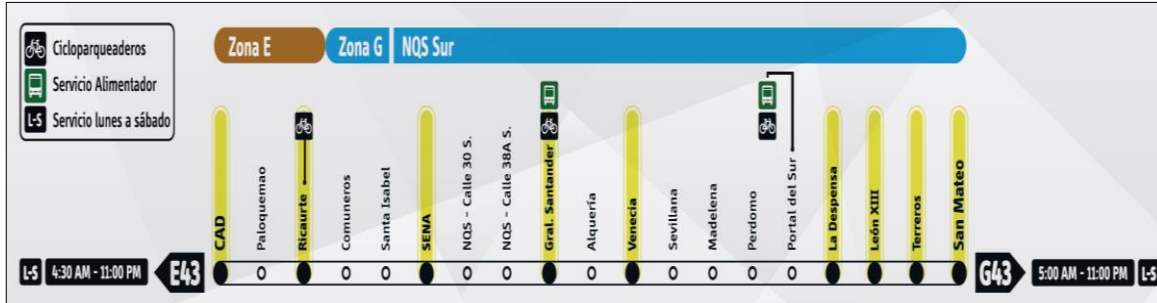 Cicloparqueaderos
Servicio Alimentador
L-S Servicio lunes a sábado
Zona E
Zona G
NQS Sur
CAD
Paloquemao
Ricaurte
Comuneros
Santa Isabel
SENA
NQS - Calle 30 S.
NQS - Calle 38A S.
Gral. Santander
Alquería
Venecia
Sevillana
Madelena
Perdomo
Portal del Sur
La Despensa
León XIII
Terreros
San Mateo
L-S 4:30 AM - 11:00 PM E43
G43 5:00 AM - 11:00 PM L-S